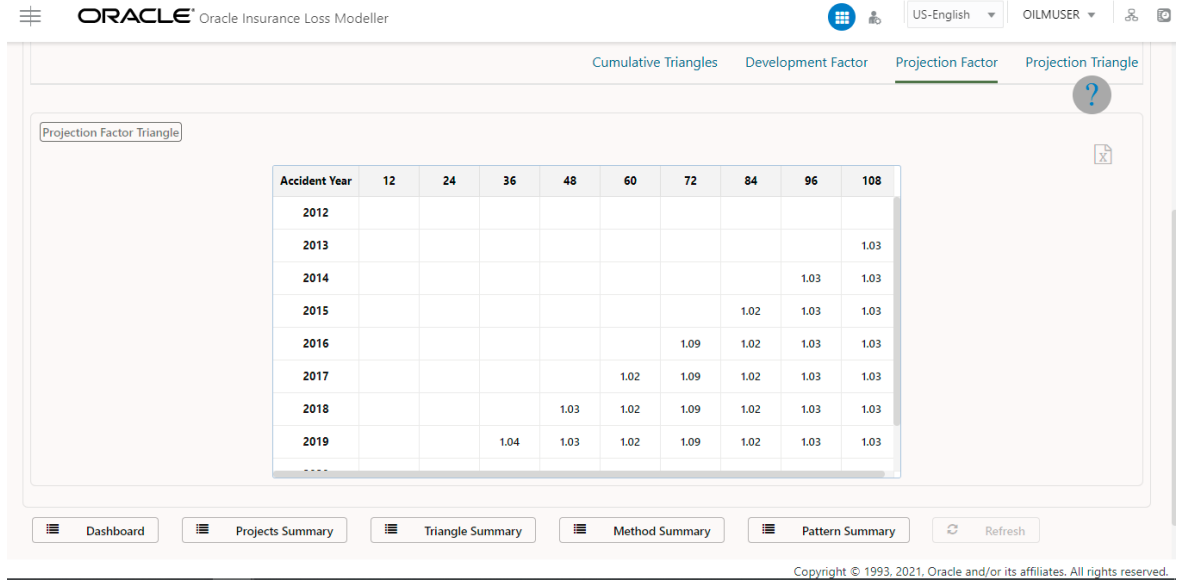 ORACLE Oracle Insurance Loss Modeller US-English OILMUSER
Cumulative Triangles Development Factor Projection Factor Projection Triangle
?
Projection Factor Triangle
Accident Year 12 24 36 48 60 72 84 96 108
2012
2013 1.03
2014 1.03 1.03
2015 1.02 1.03 1.03
2016 1.09 1.02 1.03 1.03
2017 1.02 1.09 1.02 1.03 1.03
2018 1.03 1.02 1.09 1.02 1.03 1.03
2019 1.04 1.03 1.02 1.09 1.02 1.03 1.03
Dashboard Projects Summary Triangle Summary Method Summary Pattern Summary Refresh
Copyright © 1993, 2021, Oracle and/or its affiliates. All rights reserved.